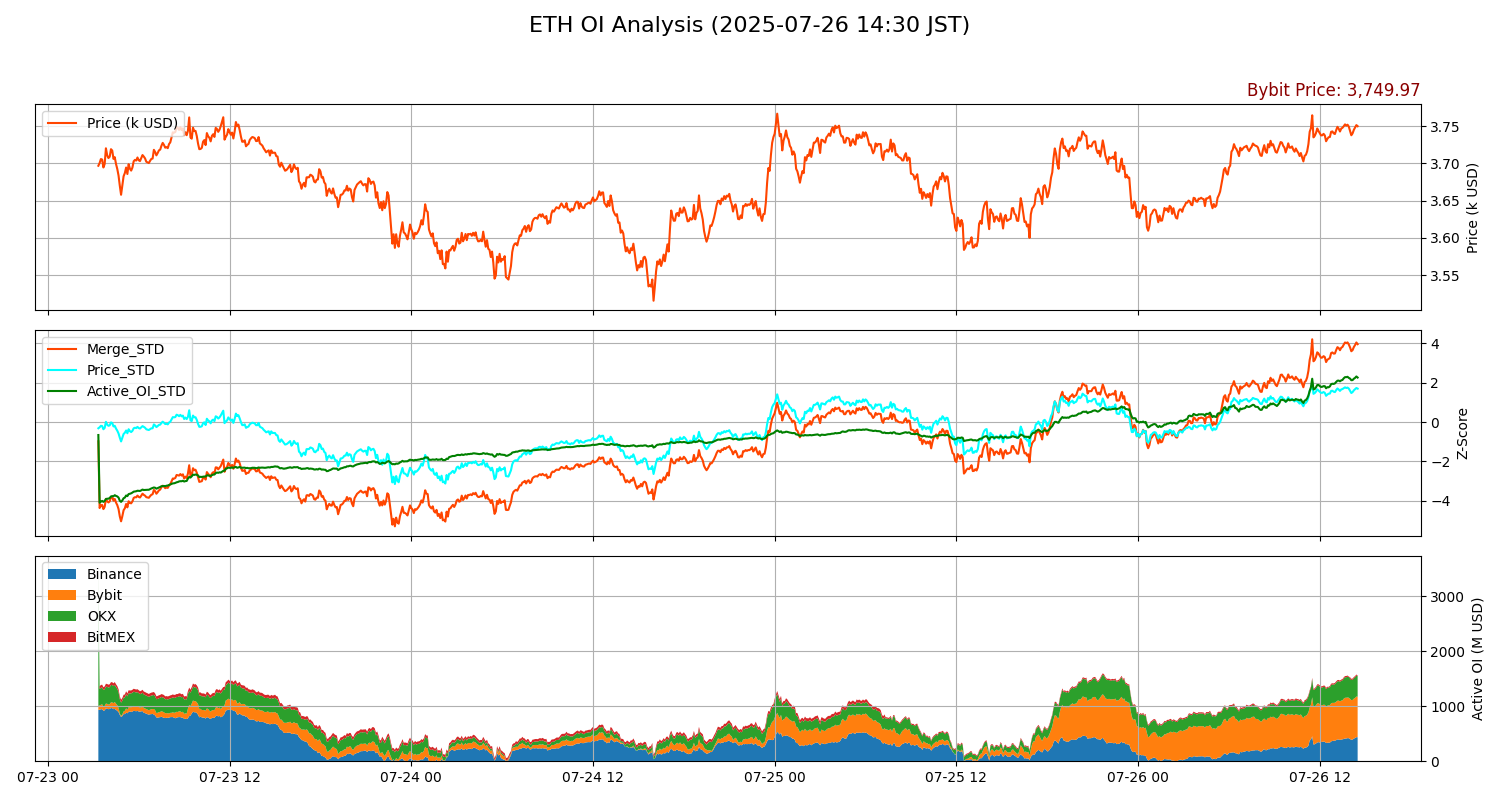 ETH OI Analysis (2025-07-26 14:30 JST)
Bybit Price: 3,749.97
Price (k USD)
3.75
3.70
3.65
3.60
3.55
Price (k USD)
Merge_STD
Price_STD
Active_OI_STD
4
2
0
−2
−4
Z-Score
Binance
Bybit
OKX
BitMEX
3000
2000
1000
0
Active OI (M USD)
07-23 00
07-23 12
07-24 00
07-24 12
07-25 00
07-25 12
07-26 00
07-26 12